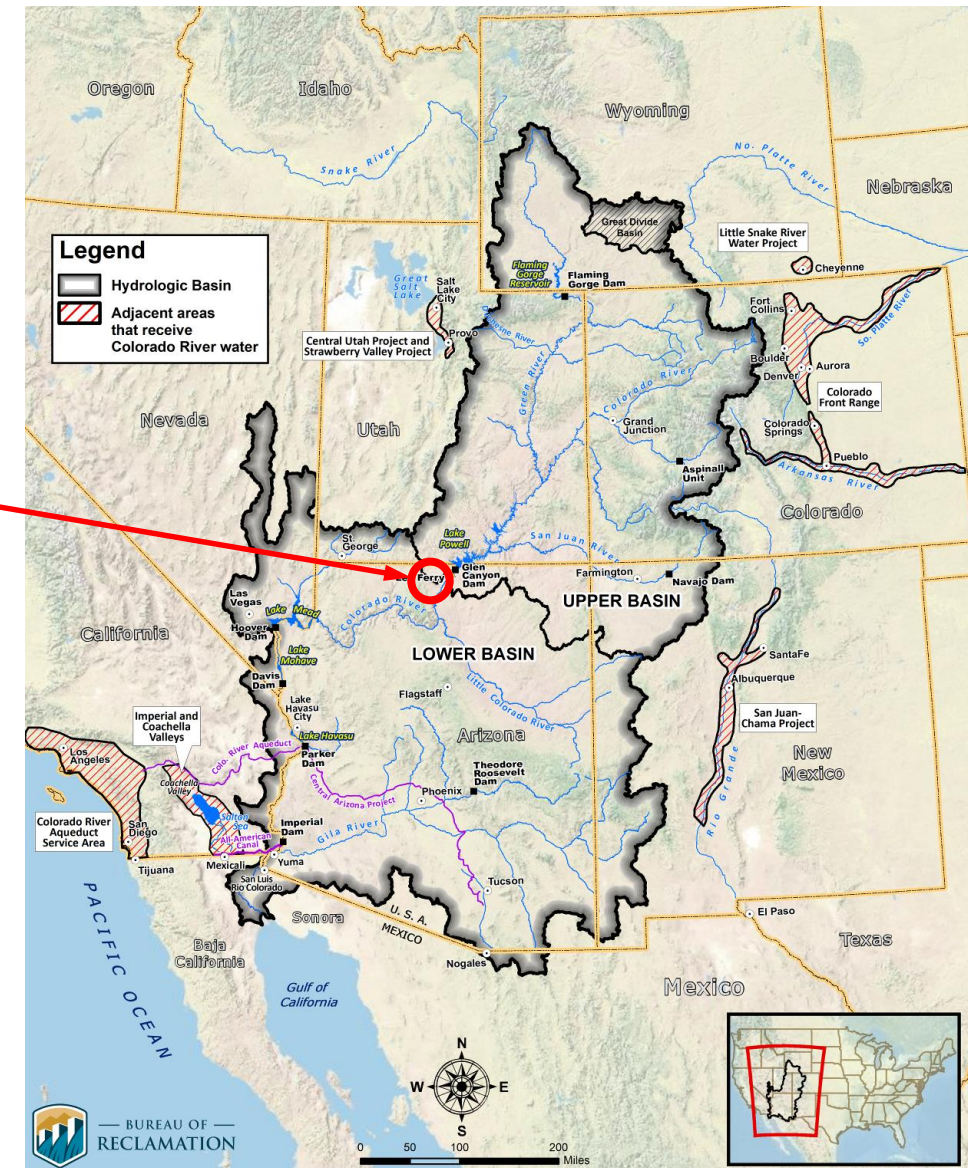 Oregon
Idaho
Wyoming
Snake River
No. Platte River
Nebraska
Great Divide
Basin
Little Snake River
Water Project
Cheyenne
Legend
Hydrologic Basin
Adjacent areas
that receive
Colorado River water
Great
Salt
Lake
Salt
Lake
City
Provo
Central Utah Project and
Strawberry Valley Project
Flaming
Gorge
Reservoir
Flaming
Gorge Dam
Green River
Colorado River
Fort
Collins
So. Platte River
Boulder
Denver
Aurora
Colorado
Front Range
Colorado
Springs
Pueblo
Arkansas River
Nevada
Utah
Grand
Junction
Aspinall
Unit
Colorado
St.
George
Lake
Powell
San Juan River
Ferry
Glen
Canyon
Dam
Farmington
Navajo Dam
UPPER BASIN
Las
Vegas
Lake Mead
Colorado River
California
Hoover
Dam
Lake
Mohave
LOWER BASIN
Davis
Dam
Flagstaff
Little Colorado River
SantaFe
Albuquerque
San Juan-
Chama Project
Lake
Havasu
City
Lake Havasu
Imperial and
Coachella
Valleys
Colo. River Aqueduct
Parker
Dam
Arizona
New
Mexico
Los
Angeles
Coachella
Valley
Central Arizona Project
Phoenix
Theodore
Roosevelt
Dam
Rio Grande
Colorado River
Aqueduct
Service Area
San
Diego
Salton
Sea
All-American
Canal
Imperial
Dam
Gila River
Tijuana
Mexicali
Yuma
San Luis
Rio Colorado
Tucson
Sonora
U. S. A.
MEXICO
El Paso
Texas
PACIFIC OCEAN
Baja
California
Nogales
Gulf of
California
Mexico
N
W
E
S
BUREAU OF
RECLAMATION
0 50 100 200
Miles